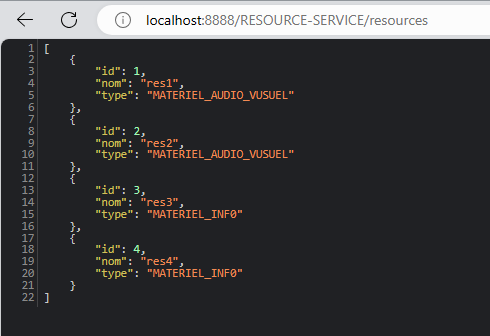 localhost:8888/RESOURCE-SERVICE/resources
1 [
2 {
3 "id": 1,
4 "nom": "res1",
5 "type": "MATERIEL_AUDIO_VUSUEL"
6 },
7 {
8 "id": 2,
9 "nom": "res2",
10 "type": "MATERIEL_AUDIO_VUSUEL"
11 },
12 {
13 "id": 3,
14 "nom": "res3",
15 "type": "MATERIEL_INF0"
16 },
17 {
18 "id": 4,
19 "nom": "res4",
20 "type": "MATERIEL_INF0"
21 }
22 ]